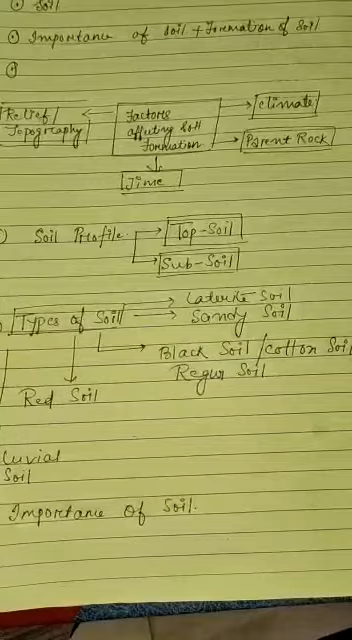 Soil
Importance of Soil + Formation of Soil
Relief/
Topography
Factors
affecting Soil
Formation
Climate
Parent Rock
Time
Soil Profile
Top-Soil
Sub-Soil
Types of Soil
Laterite Soil
Sandy Soil
Black Soil / cotton Soil
Regur Soil
Red Soil
luvial
Soil
Importance Of Soil.